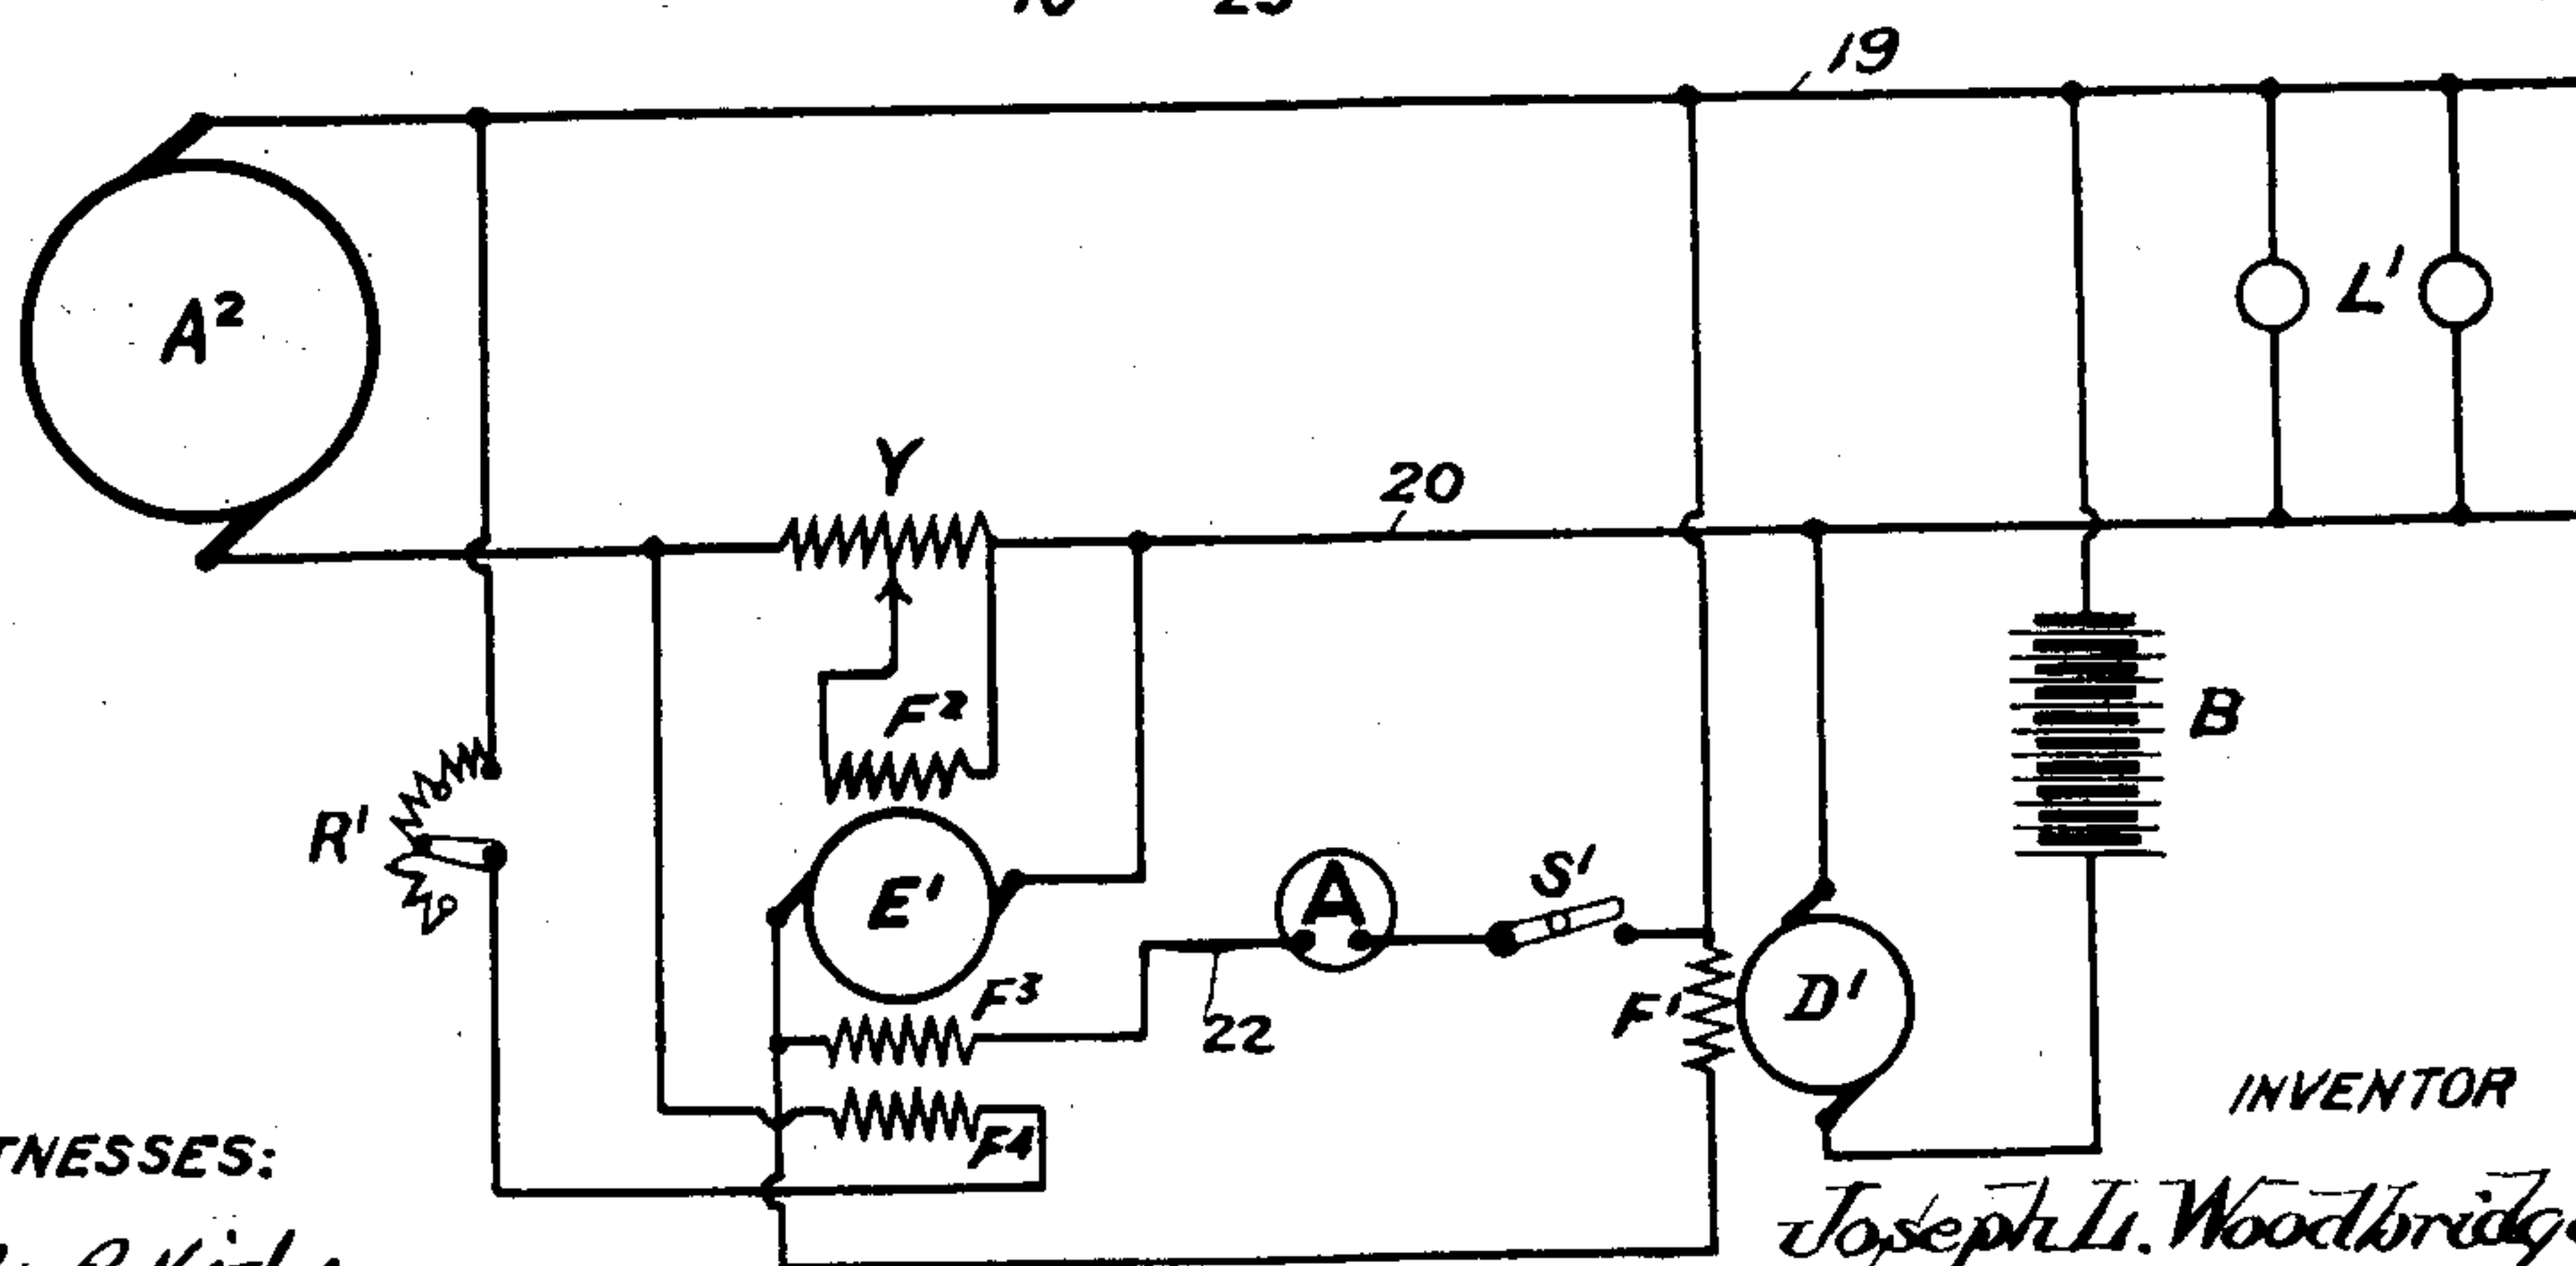 19
A²
L'
Y
20
F²
B
R'
E'
A
S'
F³
22
F'
D'
F4
INVENTOR
TNESSES:
Joseph L. Woodbridge